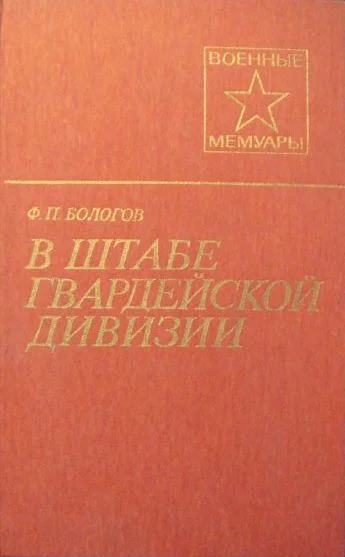 ВОЕННЫЕ
МЕМУАРЫ
Ф. П. БОЛОГОВ
В ШТАБЕ
ГВАРДЕЙСКОЙ
ДИВИЗИИ